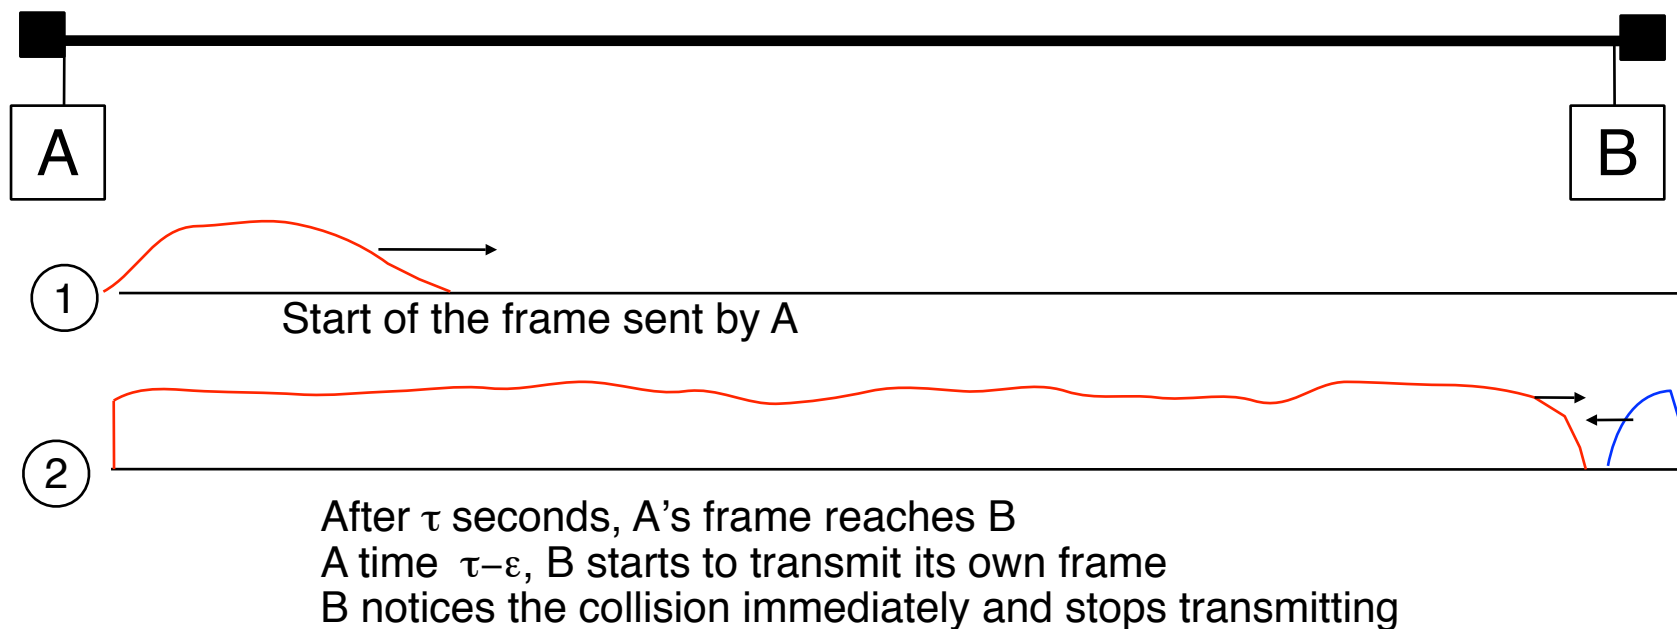 A
B
1
Start of the frame sent by A
2
After τ seconds, A's frame reaches B
A time τ–ε, B starts to transmit its own frame
B notices the collision immediately and stops transmitting